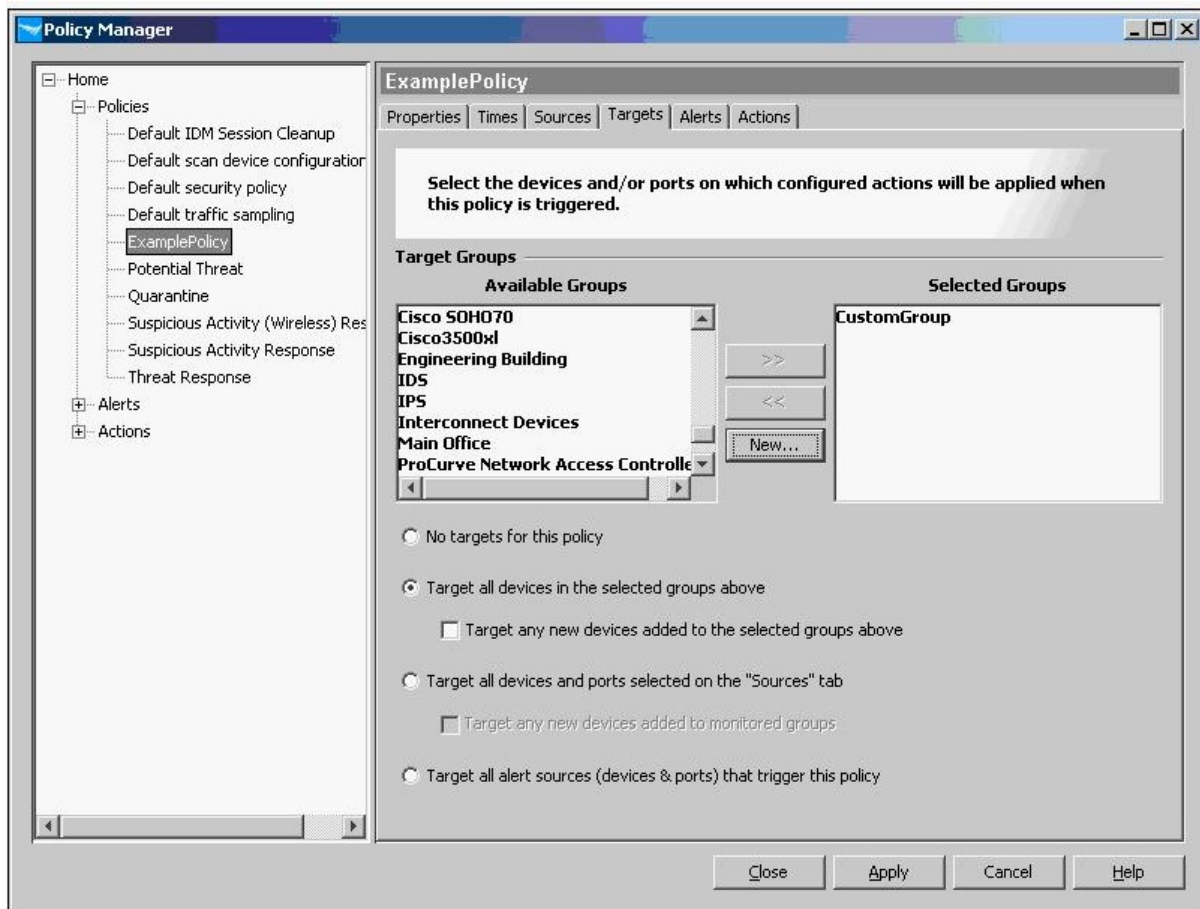 Policy Manager
Home
Policies
Default IDM Session Cleanup
Default scan device configuration
Default security policy
Default traffic sampling
ExamplePolicy
Potential Threat
Quarantine
Suspicious Activity (Wireless) Res
Suspicious Activity Response
Threat Response
Alerts
Actions
ExamplePolicy
Properties Times Sources Targets Alerts Actions
Select the devices and/or ports on which configured actions will be applied when
this policy is triggered.
Target Groups
Available Groups
Cisco SOHO70
Cisco3500xl
Engineering Building
IDS
IPS
Interconnect Devices
Main Office
ProCurve Network Access Controlle
>>
<<
New...
Selected Groups
CustomGroup
No targets for this policy
Target all devices in the selected groups above
Target any new devices added to the selected groups above
Target all devices and ports selected on the "Sources" tab
Target any new devices added to monitored groups
Target all alert sources (devices & ports) that trigger this policy
Close Apply Cancel Help